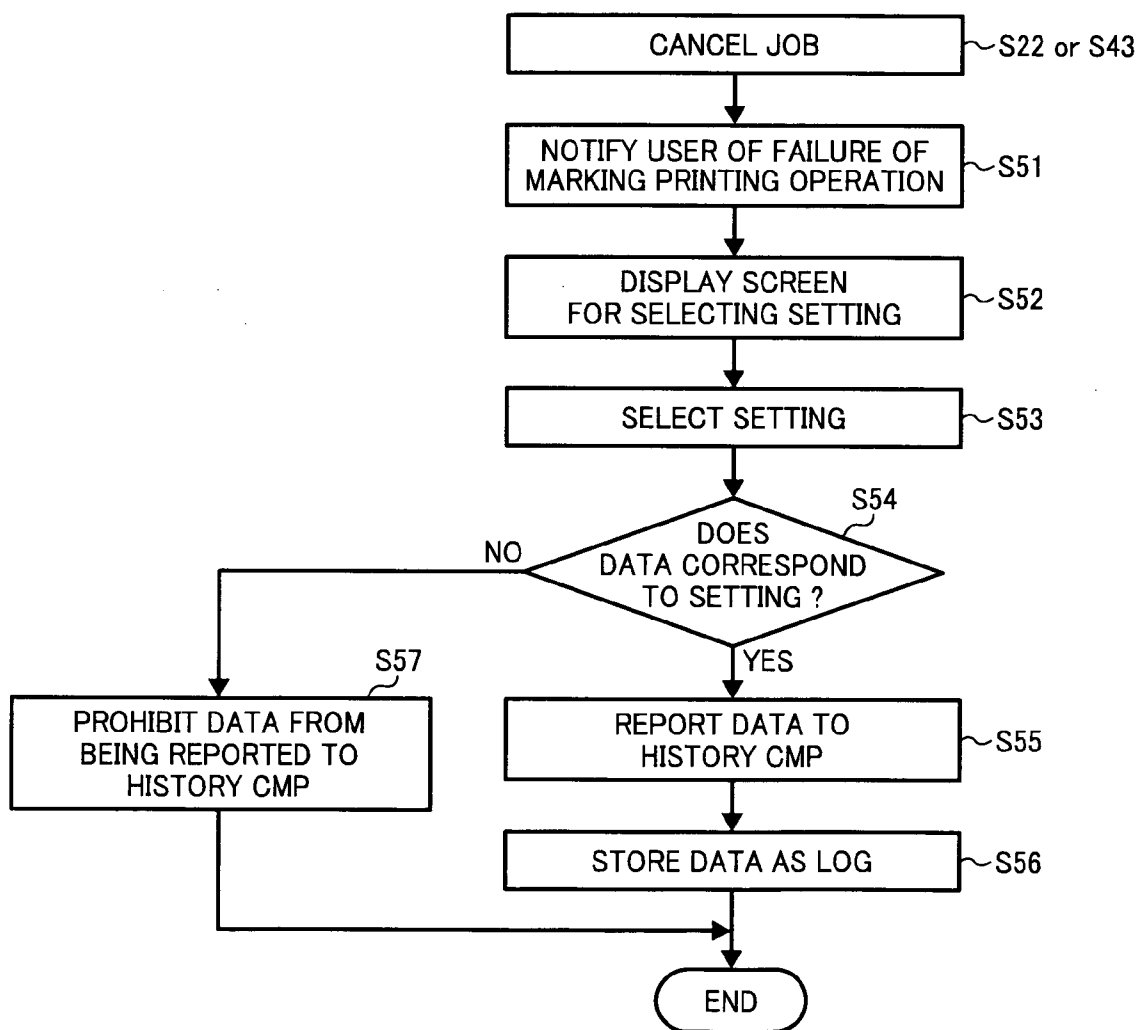 CANCEL JOB
S22 or S43
NOTIFY USER OF FAILURE OF
MARKING PRINTING OPERATION
S51
DISPLAY SCREEN
FOR SELECTING SETTING
S52
SELECT SETTING
S53
S54
DOES
DATA CORRESPOND
TO SETTING ?
NO
YES
S57
PROHIBIT DATA FROM
BEING REPORTED TO
HISTORY CMP
REPORT DATA TO
HISTORY CMP
S55
STORE DATA AS LOG
S56
END